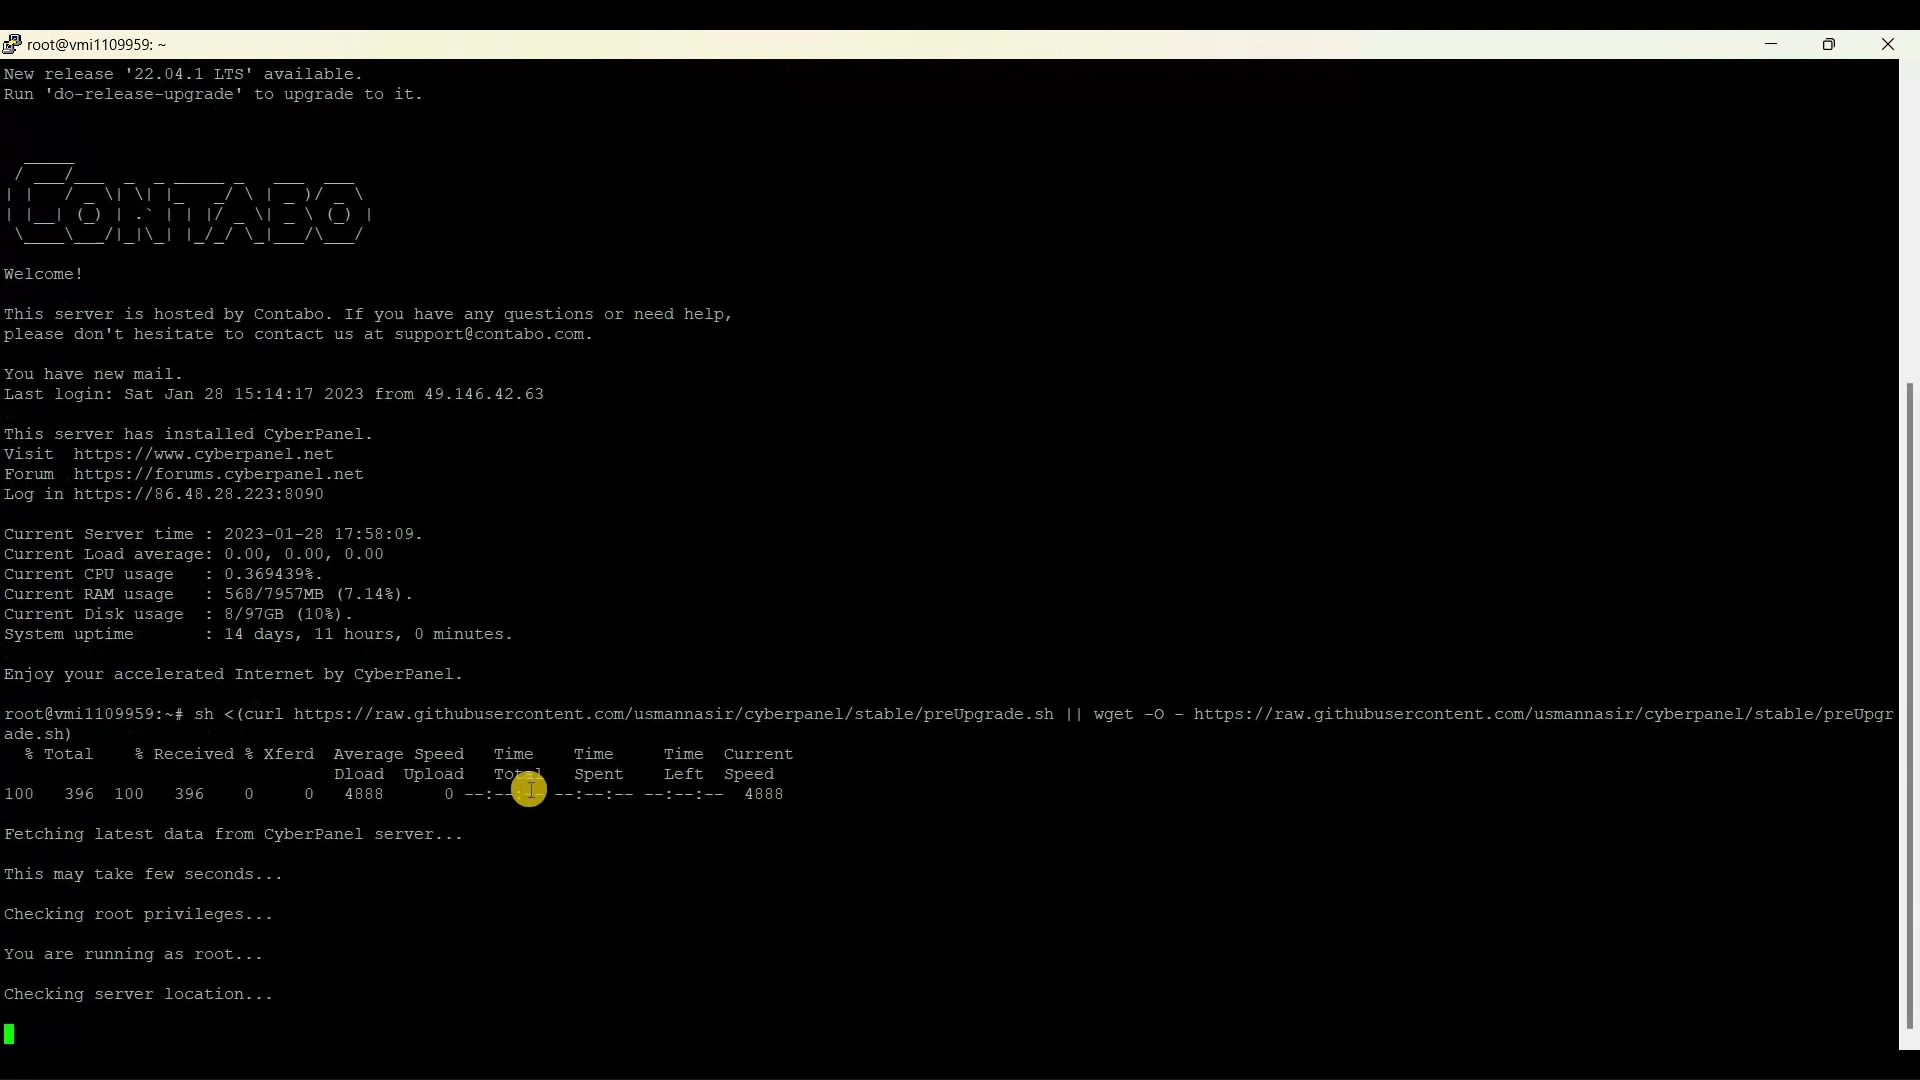 root@vmi1109959: ~
New release '22.04.1 LTS' available.
Run 'do-release-upgrade' to upgrade to it.
CONTABO
Welcome!
This server is hosted by Contabo. If you have any questions or need help,
please don't hesitate to contact us at support@contabo.com.
You have new mail.
Last login: Sat Jan 28 15:14:17 2023 from 49.146.42.63
This server has installed CyberPanel.
Visit  https://www.cyberpanel.net
Forum  https://forums.cyberpanel.net
Log in https://86.48.28.223:8090
Current Server time : 2023-01-28 17:58:09.
Current Load average: 0.00, 0.00, 0.00
Current CPU usage   : 0.369439%.
Current RAM usage   : 568/7957MB (7.14%).
Current Disk usage  : 8/97GB (10%).
System uptime       : 14 days, 11 hours, 0 minutes.
Enjoy your accelerated Internet by CyberPanel.
root@vmi1109959:~# sh <(curl https://raw.githubusercontent.com/usmannasir/cyberpanel/stable/preUpgrade.sh || wget -O - https://raw.githubusercontent.com/usmannasir/cyberpanel/stable/preUpgr
ade.sh)
% Total    % Received % Xferd  Average Speed   Time    Time     Time  Current
Dload  Upload   Total   Spent    Left  Speed
100   396  100   396    0     0   4888      0 --:--:-- --:--:-- --:--:--  4888
Fetching latest data from CyberPanel server...
This may take few seconds...
Checking root privileges...
You are running as root...
Checking server location...